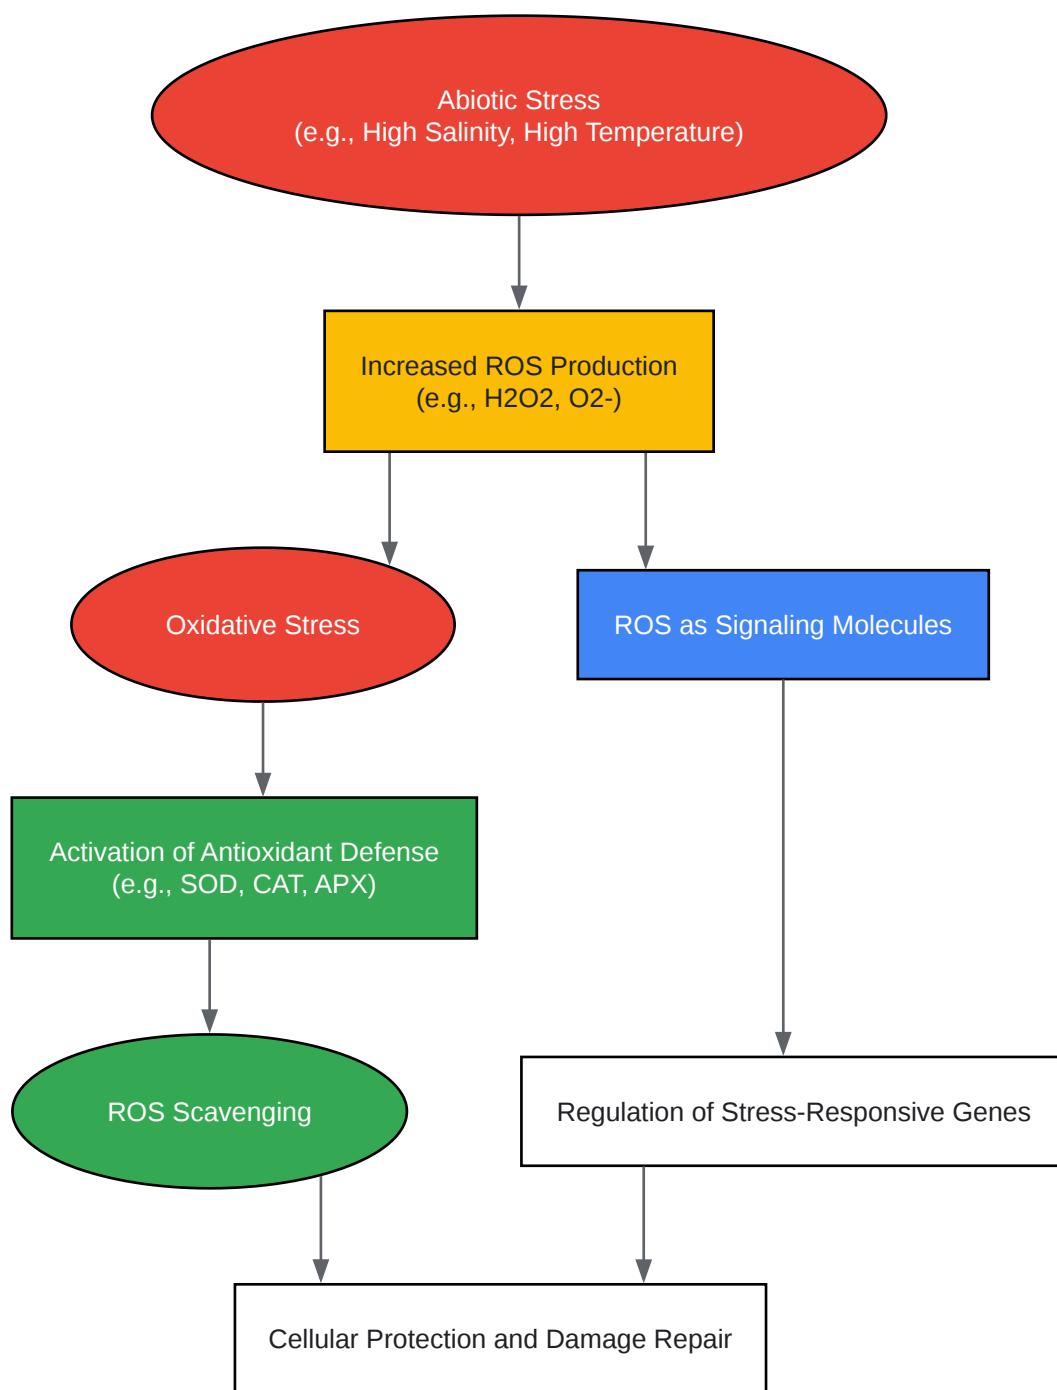 Abiotic Stress
(e.g., High Salinity, High Temperature)
Increased ROS Production
(e.g., H2O2, O2-)
Oxidative Stress
ROS as Signaling Molecules
Activation of Antioxidant Defense
(e.g., SOD, CAT, APX)
ROS Scavenging
Regulation of Stress-Responsive Genes
Cellular Protection and Damage Repair